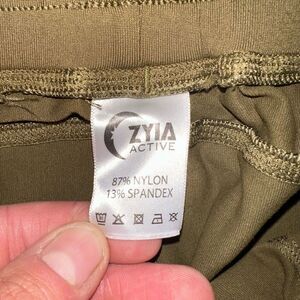 ZYIA
ACTIVE
87% NYLON
13% SPANDEX